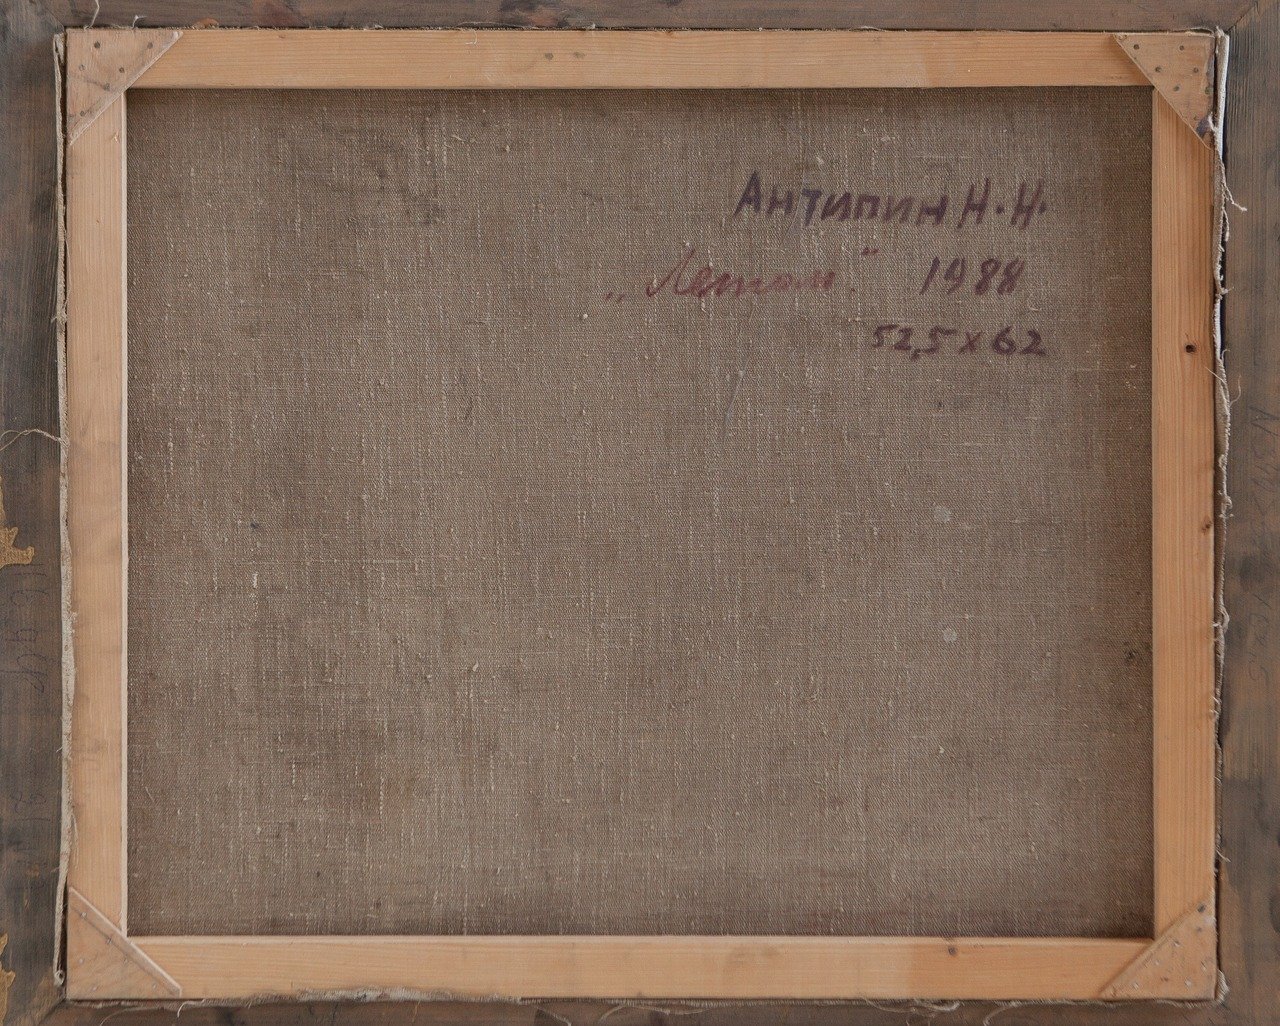 Антипин Н.Н.
„Летом." 1988
52,5 х 62